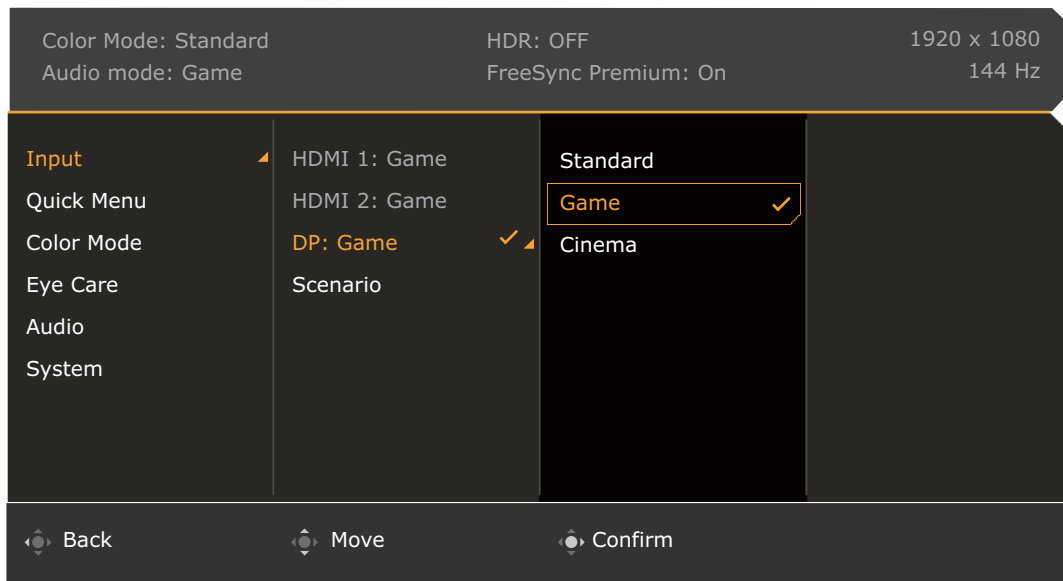 Color Mode: Standard
Audio mode: Game
HDR: OFF
FreeSync Premium: On
1920 x 1080
144 Hz
Input
Quick Menu
Color Mode
Eye Care
Audio
System
HDMI 1: Game
HDMI 2: Game
DP: Game
Scenario
Standard
Game
Cinema
Back
Move
Confirm